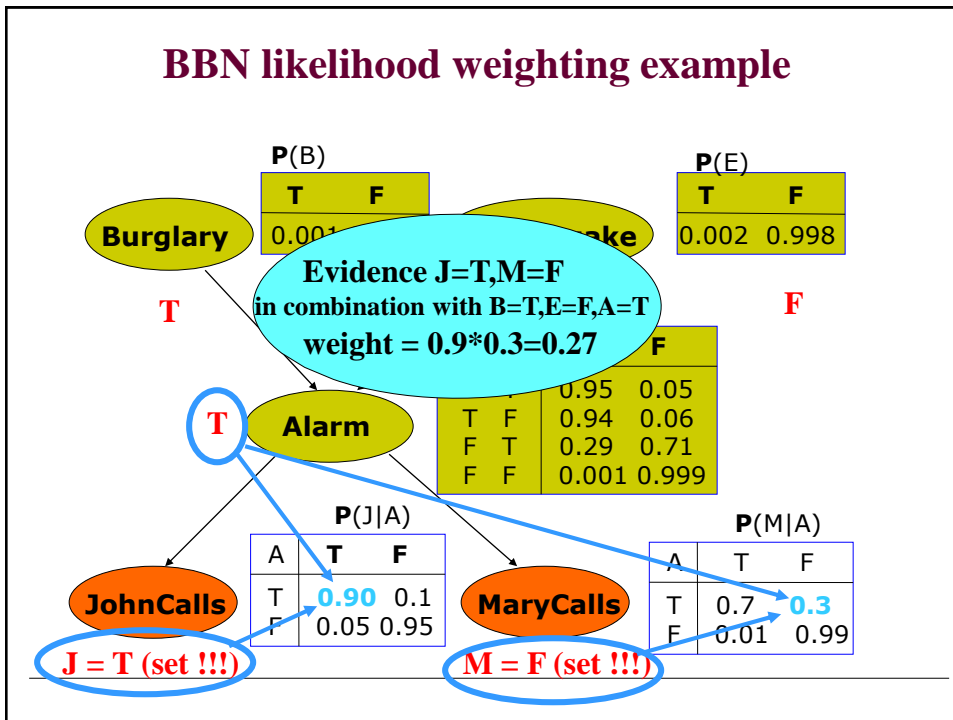 BBN likelihood weighting example
P(B)
T F
0.001
P(E)
T F
0.002 0.998
Burglary
Evidence J=T,M=F
in combination with B=T,E=F,A=T
weight = 0.9*0.3=0.27
T
F
F
0.95 0.05
T F 0.94 0.06
F T 0.29 0.71
F F 0.001 0.999
T
Alarm
P(J|A)
A T F
T 0.90 0.1
F 0.05 0.95
P(M|A)
A T F
T 0.7 0.3
F 0.01 0.99
JohnCalls
MaryCalls
J = T (set !!!)
M = F (set !!!)